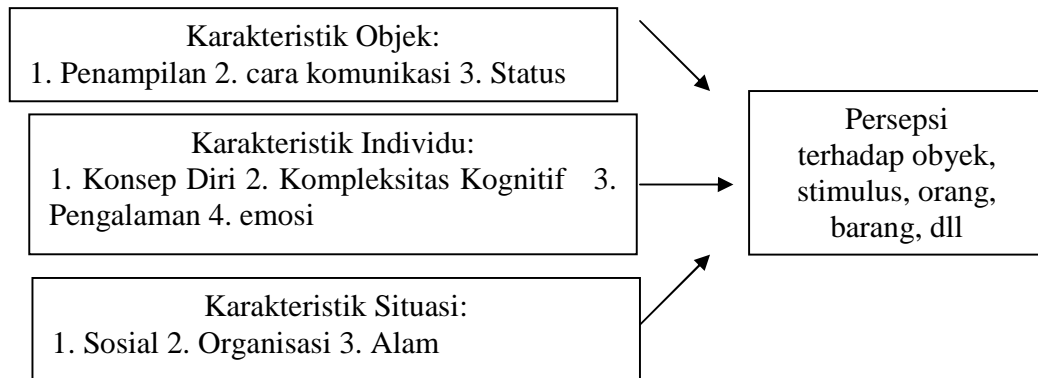 Karakteristik Objek:
1. Penampilan 2. cara komunikasi 3. Status
Karakteristik Individu:
1. Konsep Diri 2. Kompleksitas Kognitif 3.
Pengalaman 4. emosi
Karakteristik Situasi:
1. Sosial 2. Organisasi 3. Alam
Persepsi
terhadap obyek,
stimulus, orang,
barang, dll